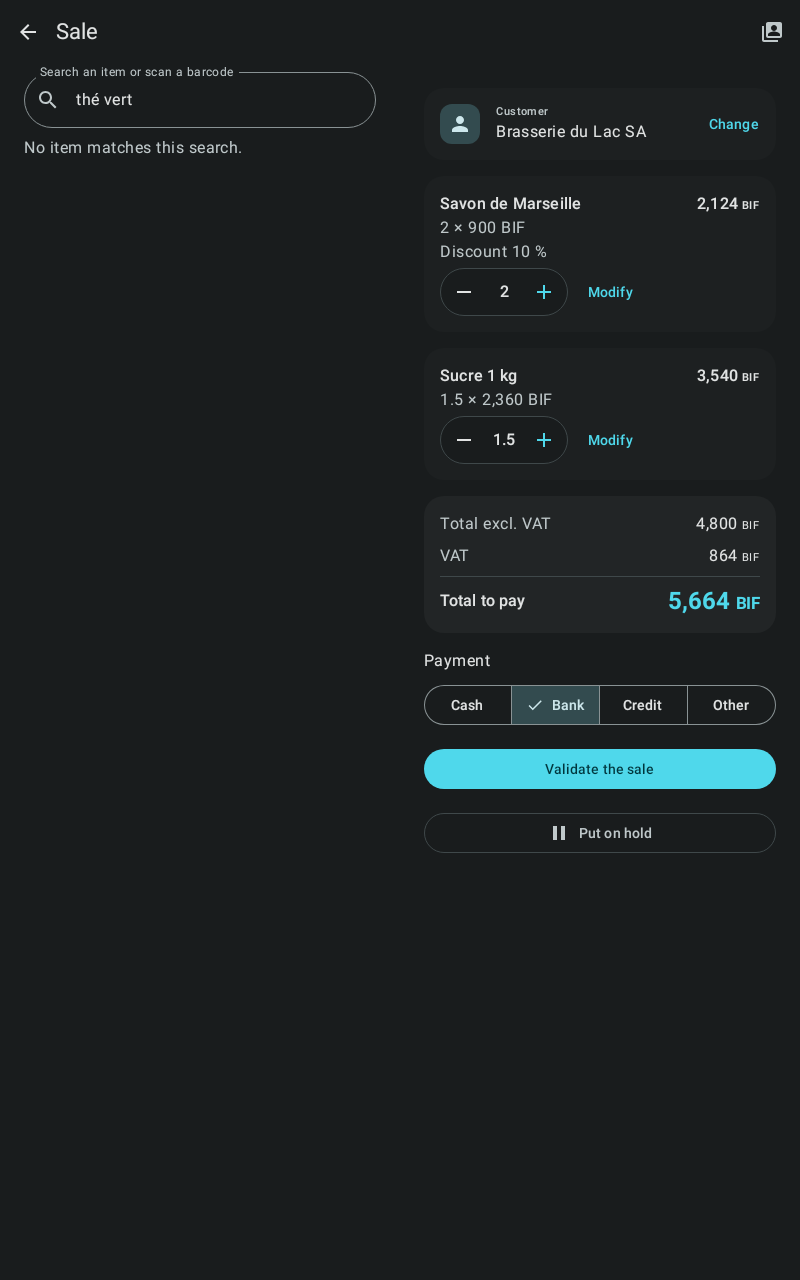 Sale
Search an item or scan a barcode
thé vert
No item matches this search.
Customer
Brasserie du Lac SA
Change
Savon de Marseille
2,124 BIF
2 × 900 BIF
Discount 10 %
2
Modify
Sucre 1 kg
3,540 BIF
1.5 × 2,360 BIF
1.5
Modify
Total excl. VAT
4,800 BIF
VAT
864 BIF
Total to pay
5,664 BIF
Payment
Cash
Bank
Credit
Other
Validate the sale
Put on hold